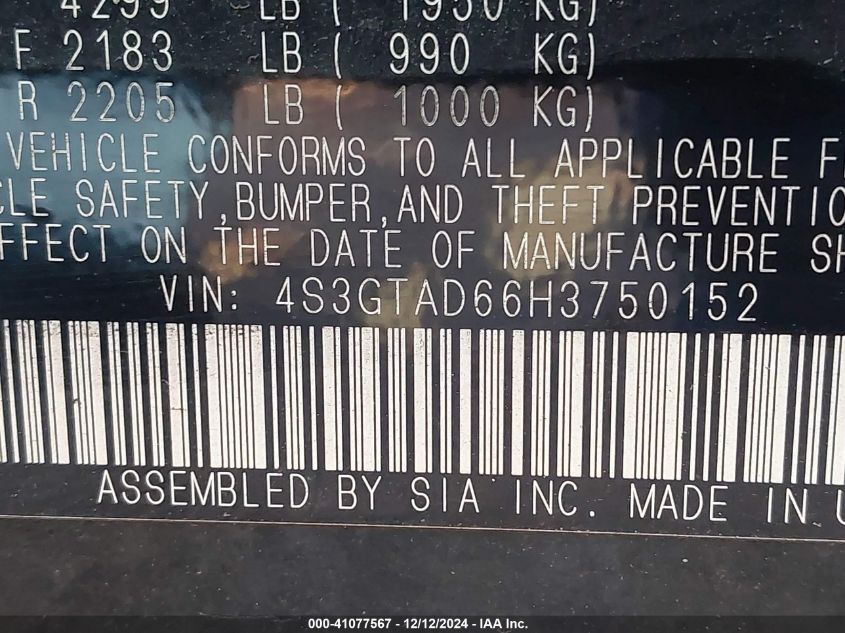 4299 LB ( 1950 KG)
F 2183 LB ( 990 KG)
R 2205 LB ( 1000 KG)
VEHICLE CONFORMS TO ALL APPLICABLE F
CLE SAFETY, BUMPER, AND THEFT PREVENTIO
FFECT ON THE DATE OF MANUFACTURE SH
VIN: 4S3GTAD66H3750152
ASSEMBLED BY SIA INC. MADE IN U
000-41077567 - 12/12/2024 - IAA Inc.